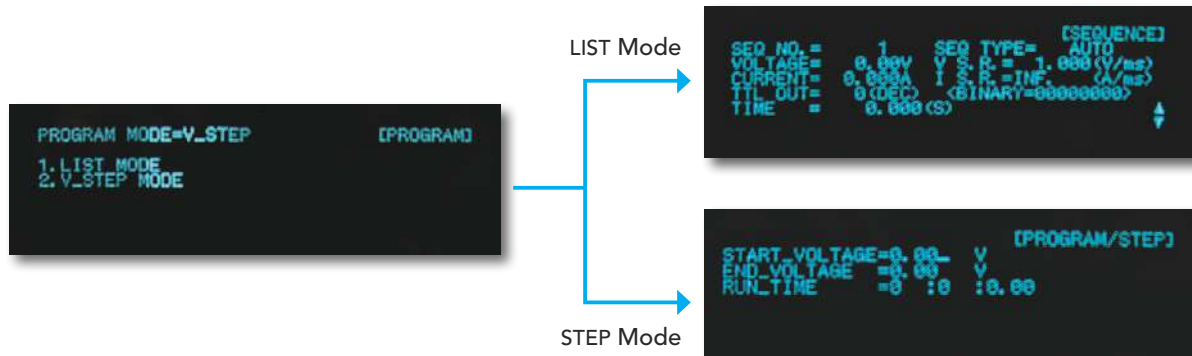 PROGRAM MODE=V_STEP [PROGRAM]
1.LIST MODE
2.V_STEP MODE
LIST Mode
[SEQUENCE]
SEQ NO.= 1 SEQ TYPE= AUTO
VOLTAGE= 0.00V V S.R.= 1.000(V/ms)
CURRENT= 0.000A I S.R.=INF. (A/ms)
TTL OUT= 0(DEC) <BINARY=00000000>
TIME = 0.000(S)
[PROGRAM/STEP]
START_VOLTAGE=0.00_ V
END_VOLTAGE =0.00 V
RUN_TIME =0 :0 :0.00
STEP Mode